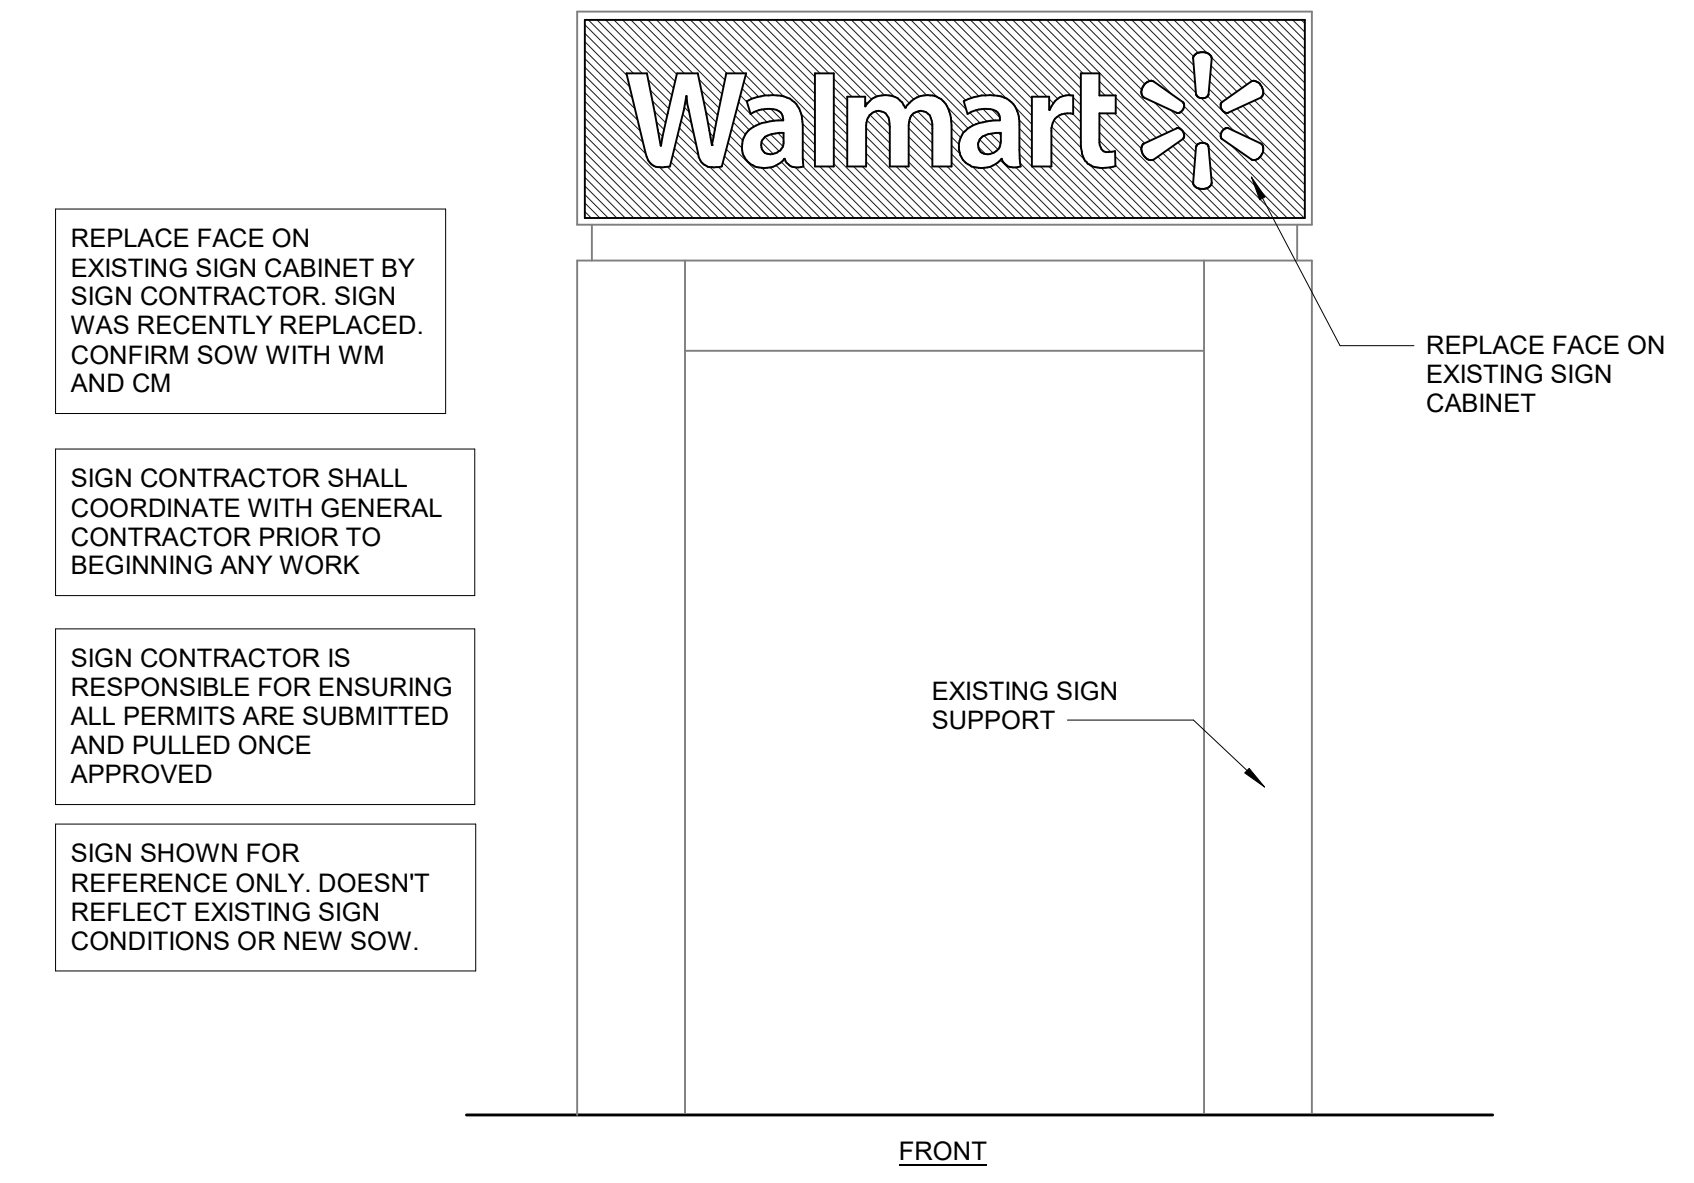 Walmart
REPLACE FACE ON
EXISTING SIGN CABINET BY
SIGN CONTRACTOR. SIGN
WAS RECENTLY REPLACED.
CONFIRM SOW WITH WM
AND CM
REPLACE FACE ON
EXISTING SIGN
CABINET
SIGN CONTRACTOR SHALL
COORDINATE WITH GENERAL
CONTRACTOR PRIOR TO
BEGINNING ANY WORK
SIGN CONTRACTOR IS
RESPONSIBLE FOR ENSURING
ALL PERMITS ARE SUBMITTED
AND PULLED ONCE
APPROVED
EXISTING SIGN
SUPPORT
SIGN SHOWN FOR
REFERENCE ONLY. DOESN'T
REFLECT EXISTING SIGN
CONDITIONS OR NEW SOW.
FRONT